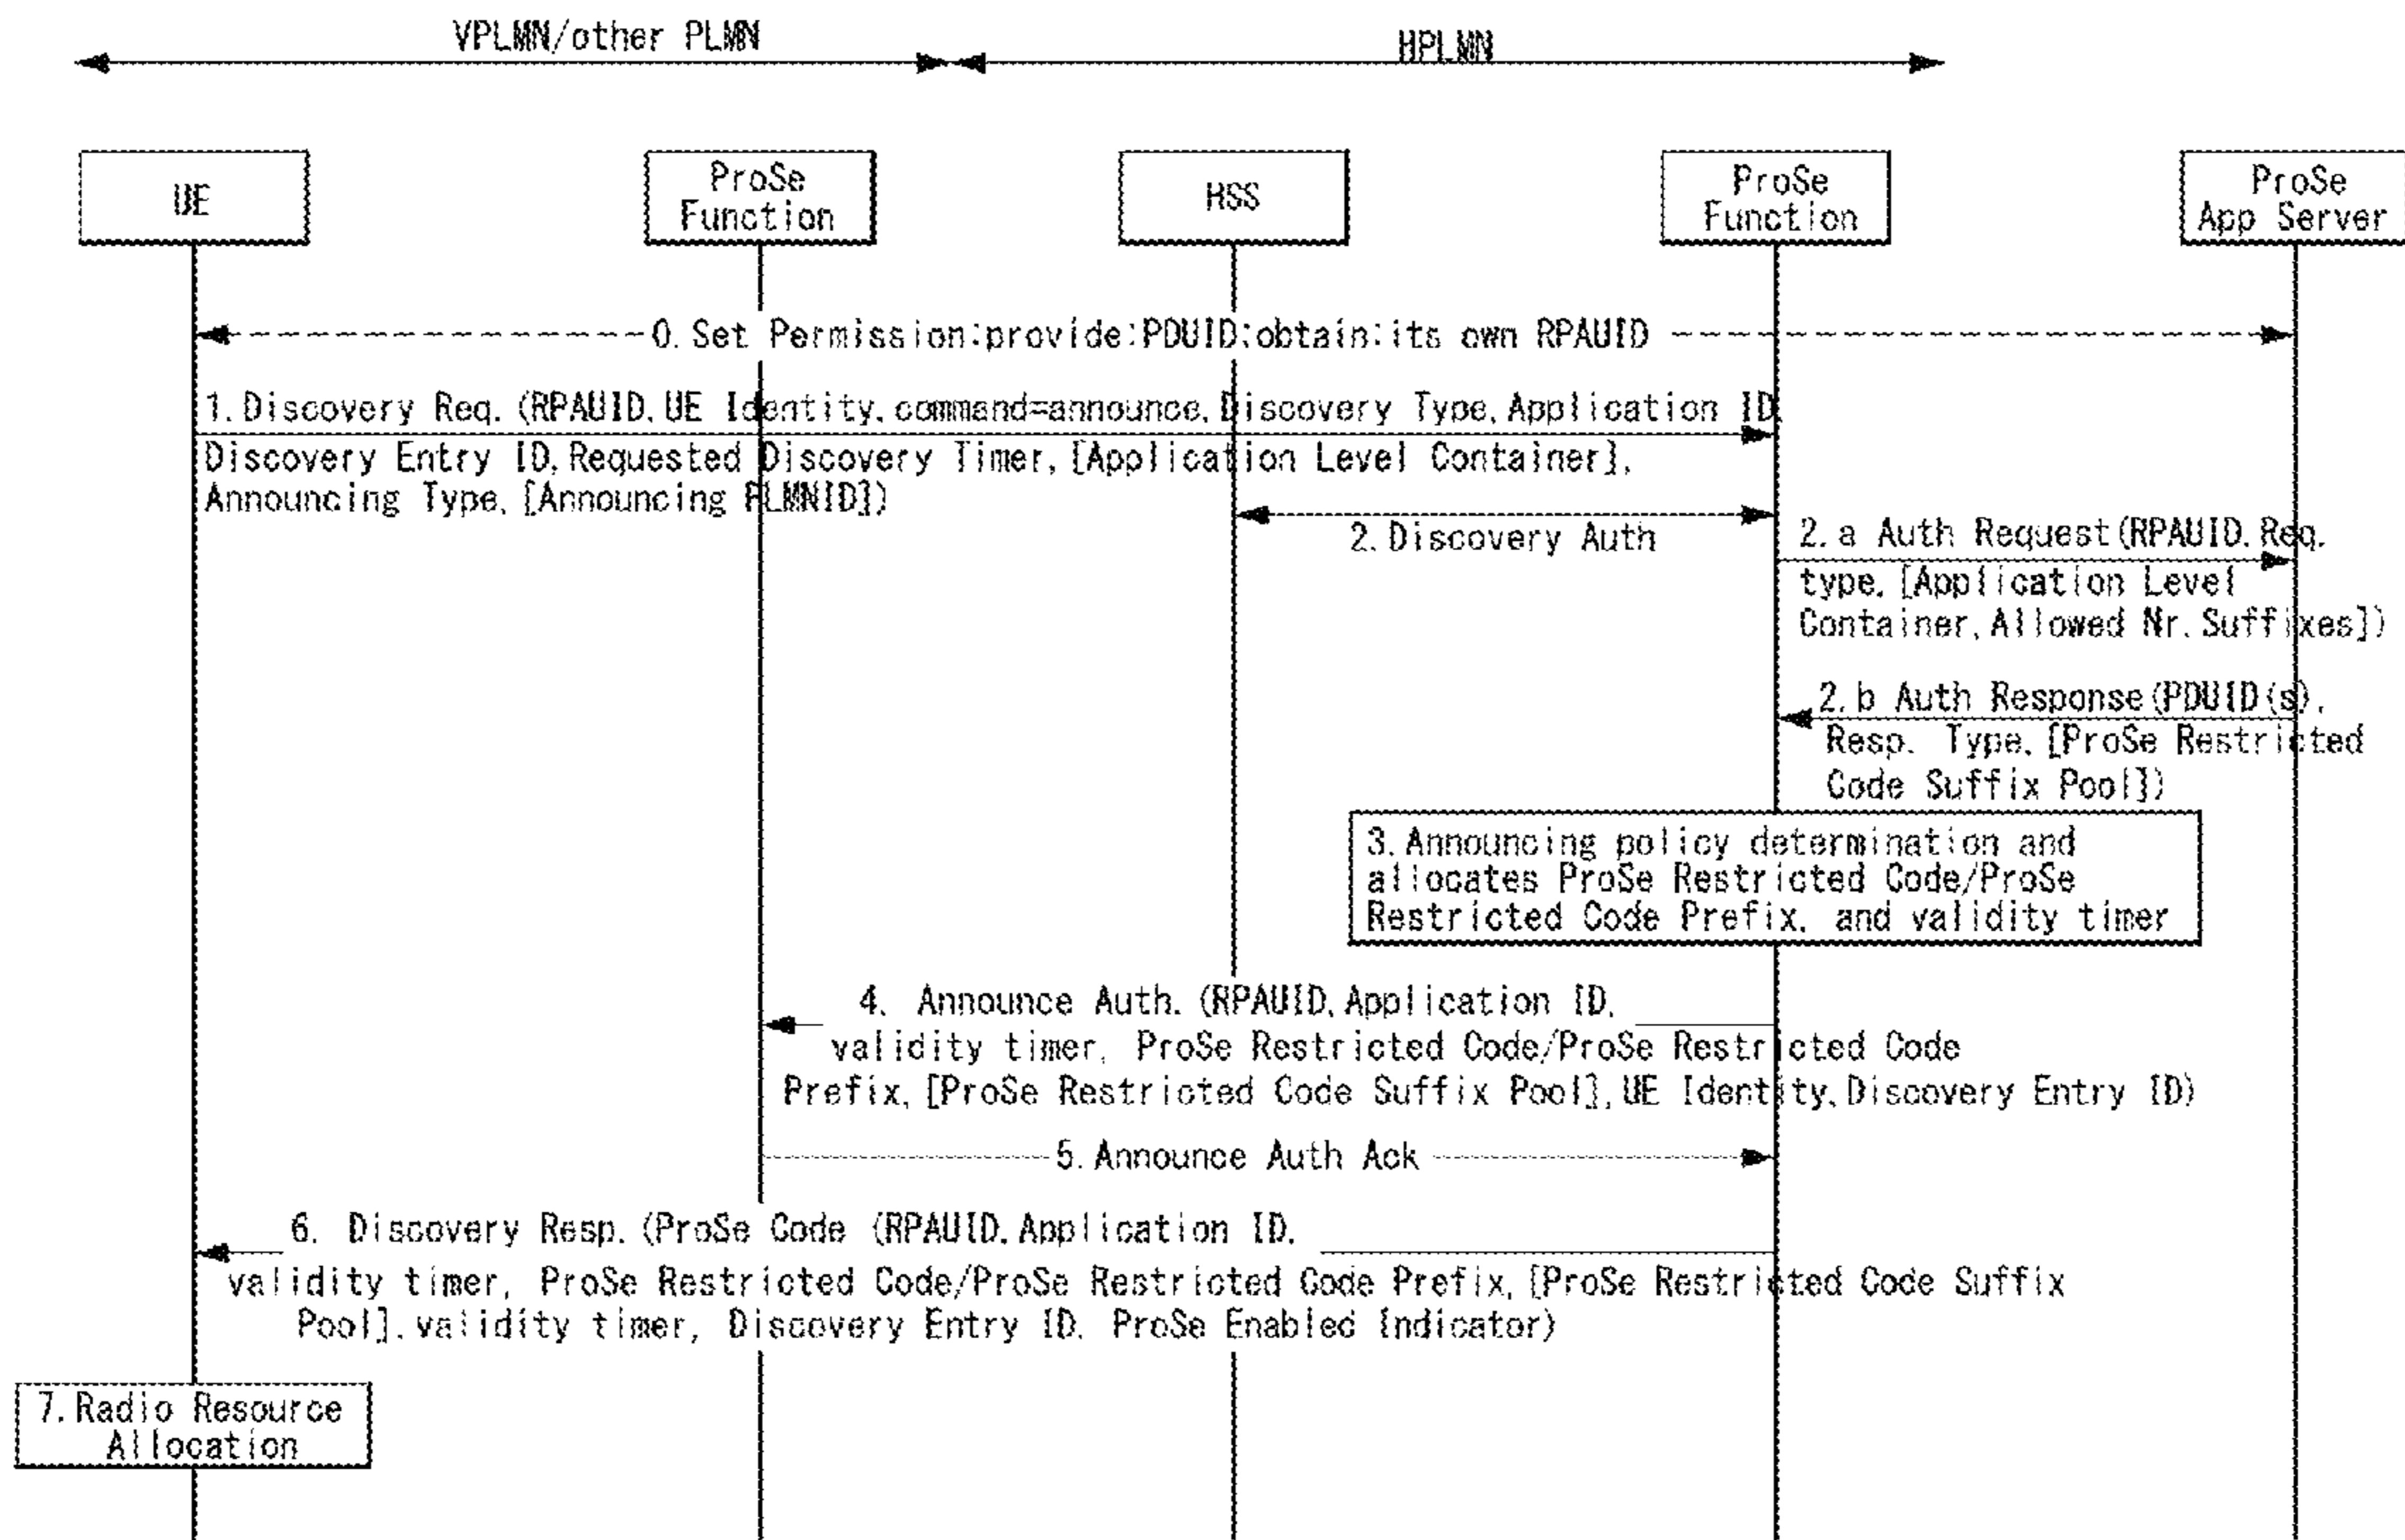 VPLMN/other PLMN
HPLMN
UE
ProSe
Function
HSS
ProSe
Function
ProSe
App Server
0. Set Permission:provide:PDUID:obtain:its own RPAUID
1. Discovery Req. (RPAUID, UE Identity, command=announce, Discovery Type, Application ID,
Discovery Entry ID, Requested Discovery Timer, [Application Level Container],
Announcing Type, [Announcing PLMNID])
2. Discovery Auth
2. a Auth Request (RPAUID, Req.
type, [Application Level
Container, Allowed Nr. Suffixes])
2. b Auth Response (PDUID(s),
Resp. Type, [ProSe Restricted
Code Suffix Pool])
3. Announcing policy determination and
allocates ProSe Restricted Code/ProSe
Restricted Code Prefix, and validity timer
4. Announce Auth. (RPAUID, Application ID,
validity timer, ProSe Restricted Code/ProSe Restricted Code
Prefix, [ProSe Restricted Code Suffix Pool], UE Identity, Discovery Entry ID)
5. Announce Auth Ack
6. Discovery Resp. (ProSe Code (RPAUID, Application ID,
validity timer, ProSe Restricted Code/ProSe Restricted Code Prefix, [ProSe Restricted Code Suffix
Pool], validity timer, Discovery Entry ID, ProSe Enabled Indicator)
7. Radio Resource
Allocation